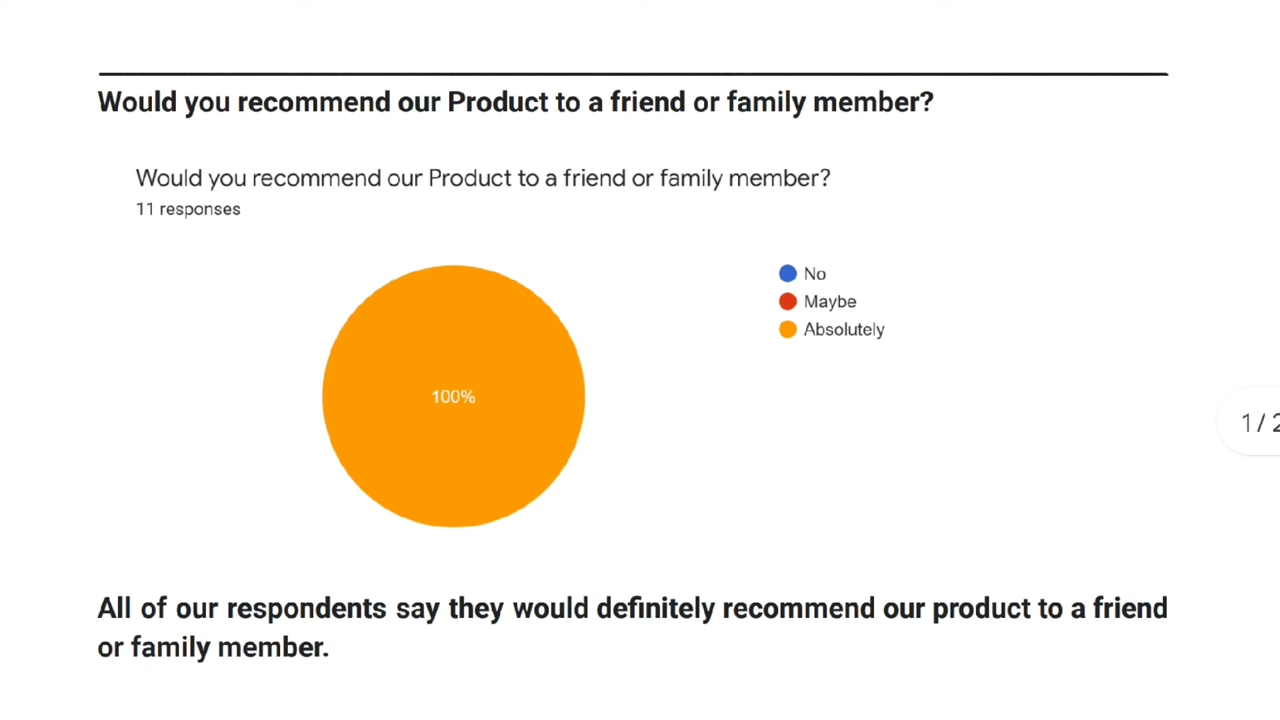 Would you recommend our Product to a friend or family member?
Would you recommend our Product to a friend or family member?
11 responses
No
Maybe
Absolutely
100%
1 / 2
All of our respondents say they would definitely recommend our product to a friend
or family member.